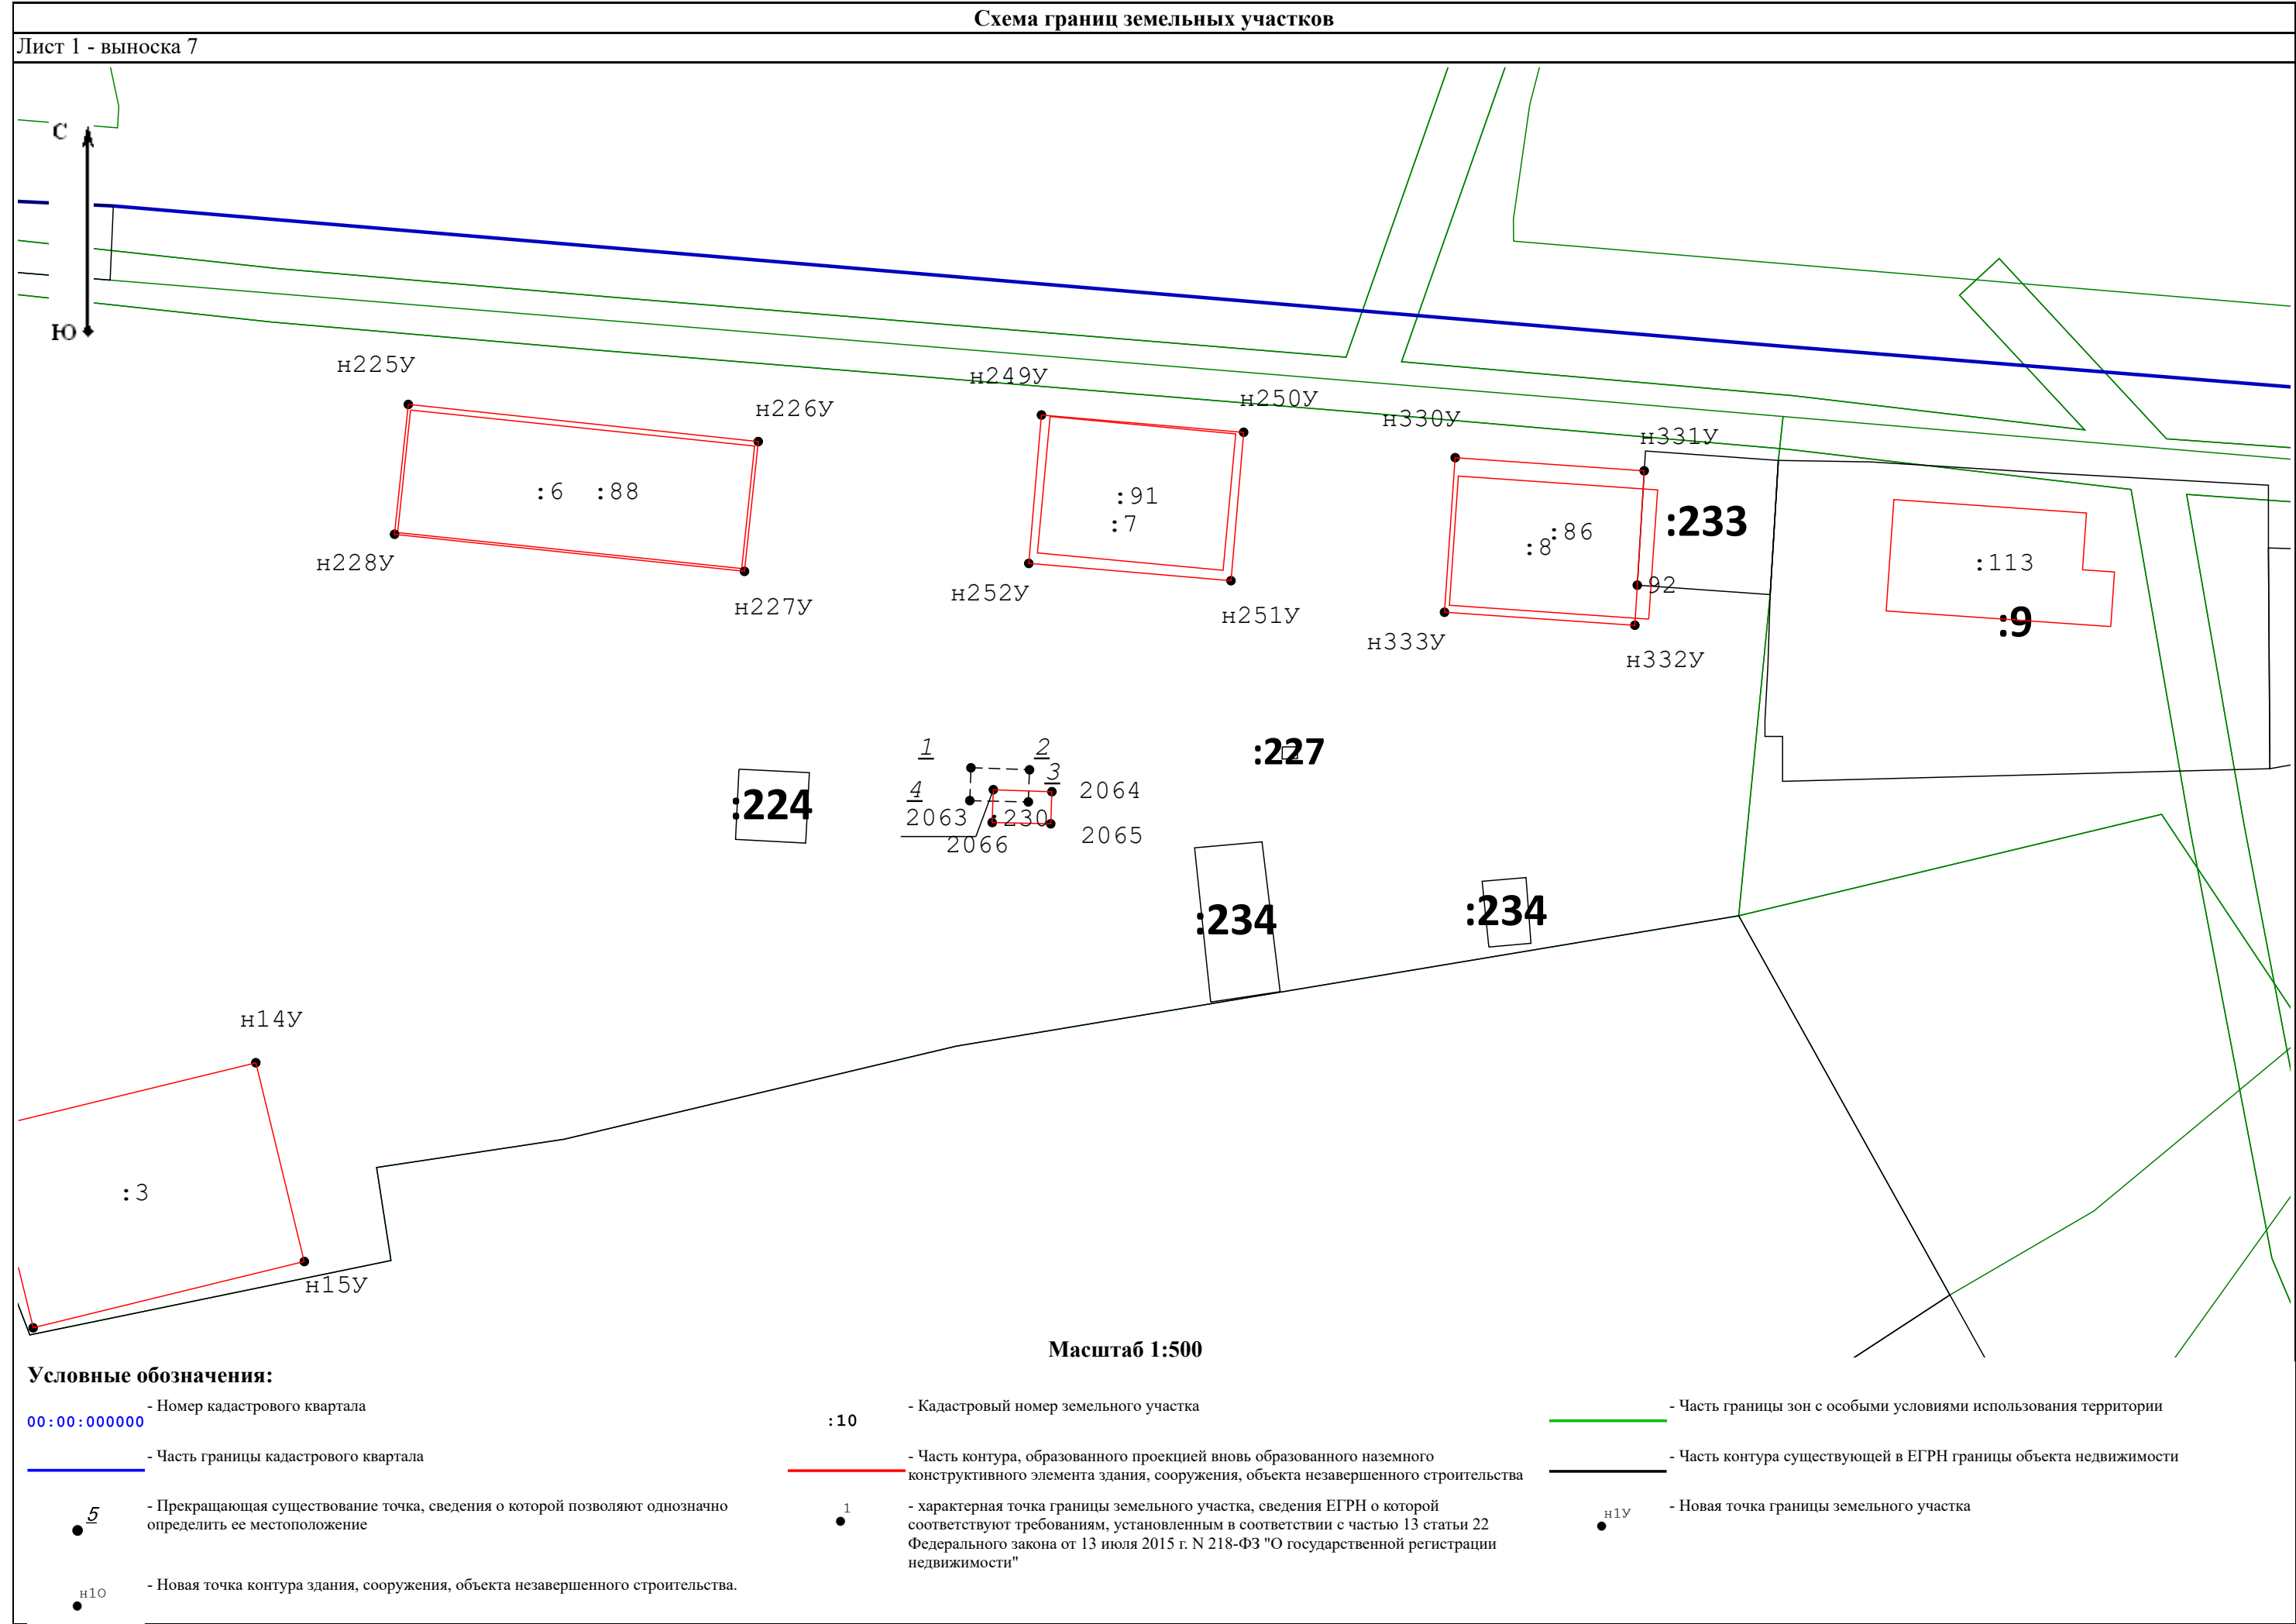 Схема границ земельных участков
Лист 1 - выноска 7
С
Ю
н225У
н249У
н250У
н226У
н330У
н331У
:6 :88
:91
:7
:233
:86
:8
:113
н228У
92
н252У
н227У
н251У
:9
н333У
н332У
1
2
:227
3
4
2064
:224
2063
:230
2065
2066
:234
:234
н14У
:3
н15У
Масштаб 1:500
Условные обозначения:
00:00:000000
- Номер кадастрового квартала
:10
- Кадастровый номер земельного участка
- Часть границы зон с особыми условиями использования территории
- Часть границы кадастрового квартала
- Часть контура, образованного проекцией вновь образованного наземного
конструктивного элемента здания, сооружения, объекта незавершенного строительства
- Часть контура существующей в ЕГРН границы объекта недвижимости
5
- Прекращающая существование точка, сведения о которой позволяют однозначно
определить ее местоположение
1
- характерная точка границы земельного участка, сведения ЕГРН о которой
соответствуют требованиям, установленным в соответствии с частью 13 статьи 22
Федерального закона от 13 июля 2015 г. N 218-ФЗ "О государственной регистрации
недвижимости"
н1У
- Новая точка границы земельного участка
н1О
- Новая точка контура здания, сооружения, объекта незавершенного строительства.